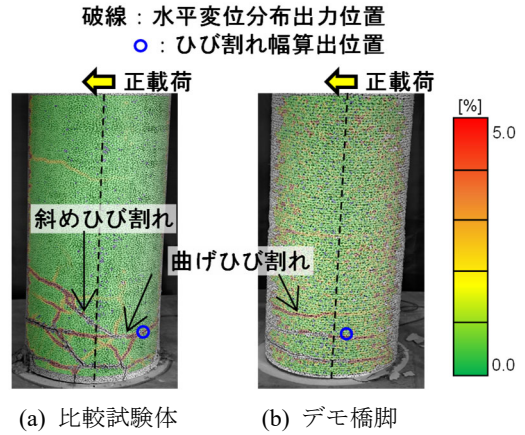 破線：水平変位分布出力位置
○：ひび割れ幅算出位置
正載荷
正載荷
[%]
5.0
斜めひび割れ
曲げひび割れ
0.0
(a) 比較試験体
(b) デモ橋脚